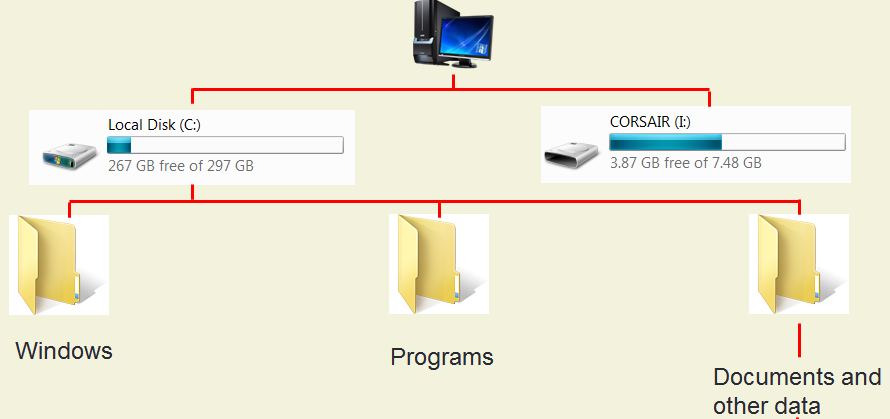 Local Disk (C:)
267 GB free of 297 GB
CORSAIR (I:)
3.87 GB free of 7.48 GB
Windows
Programs
Documents and
other data